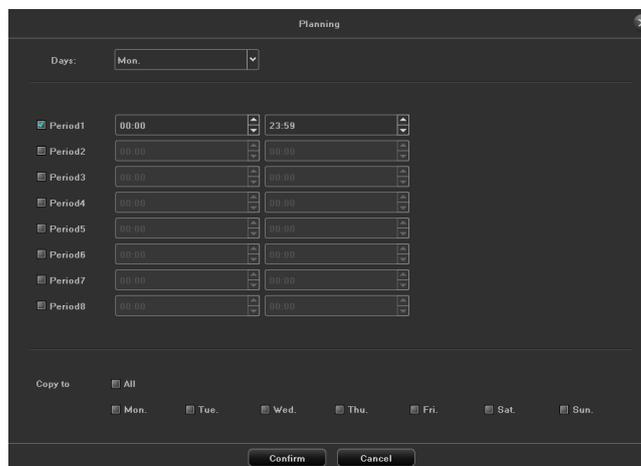 Planning
Days: Mon.
Period1 00:00 23:59
Period2 00:00 00:00
Period3 00:00 00:00
Period4 00:00 00:00
Period5 00:00 00:00
Period6 00:00 00:00
Period7 00:00 00:00
Period8 00:00 00:00
Copy to All
Mon. Tue. Wed. Thu. Fri. Sat. Sun.
Confirm Cancel